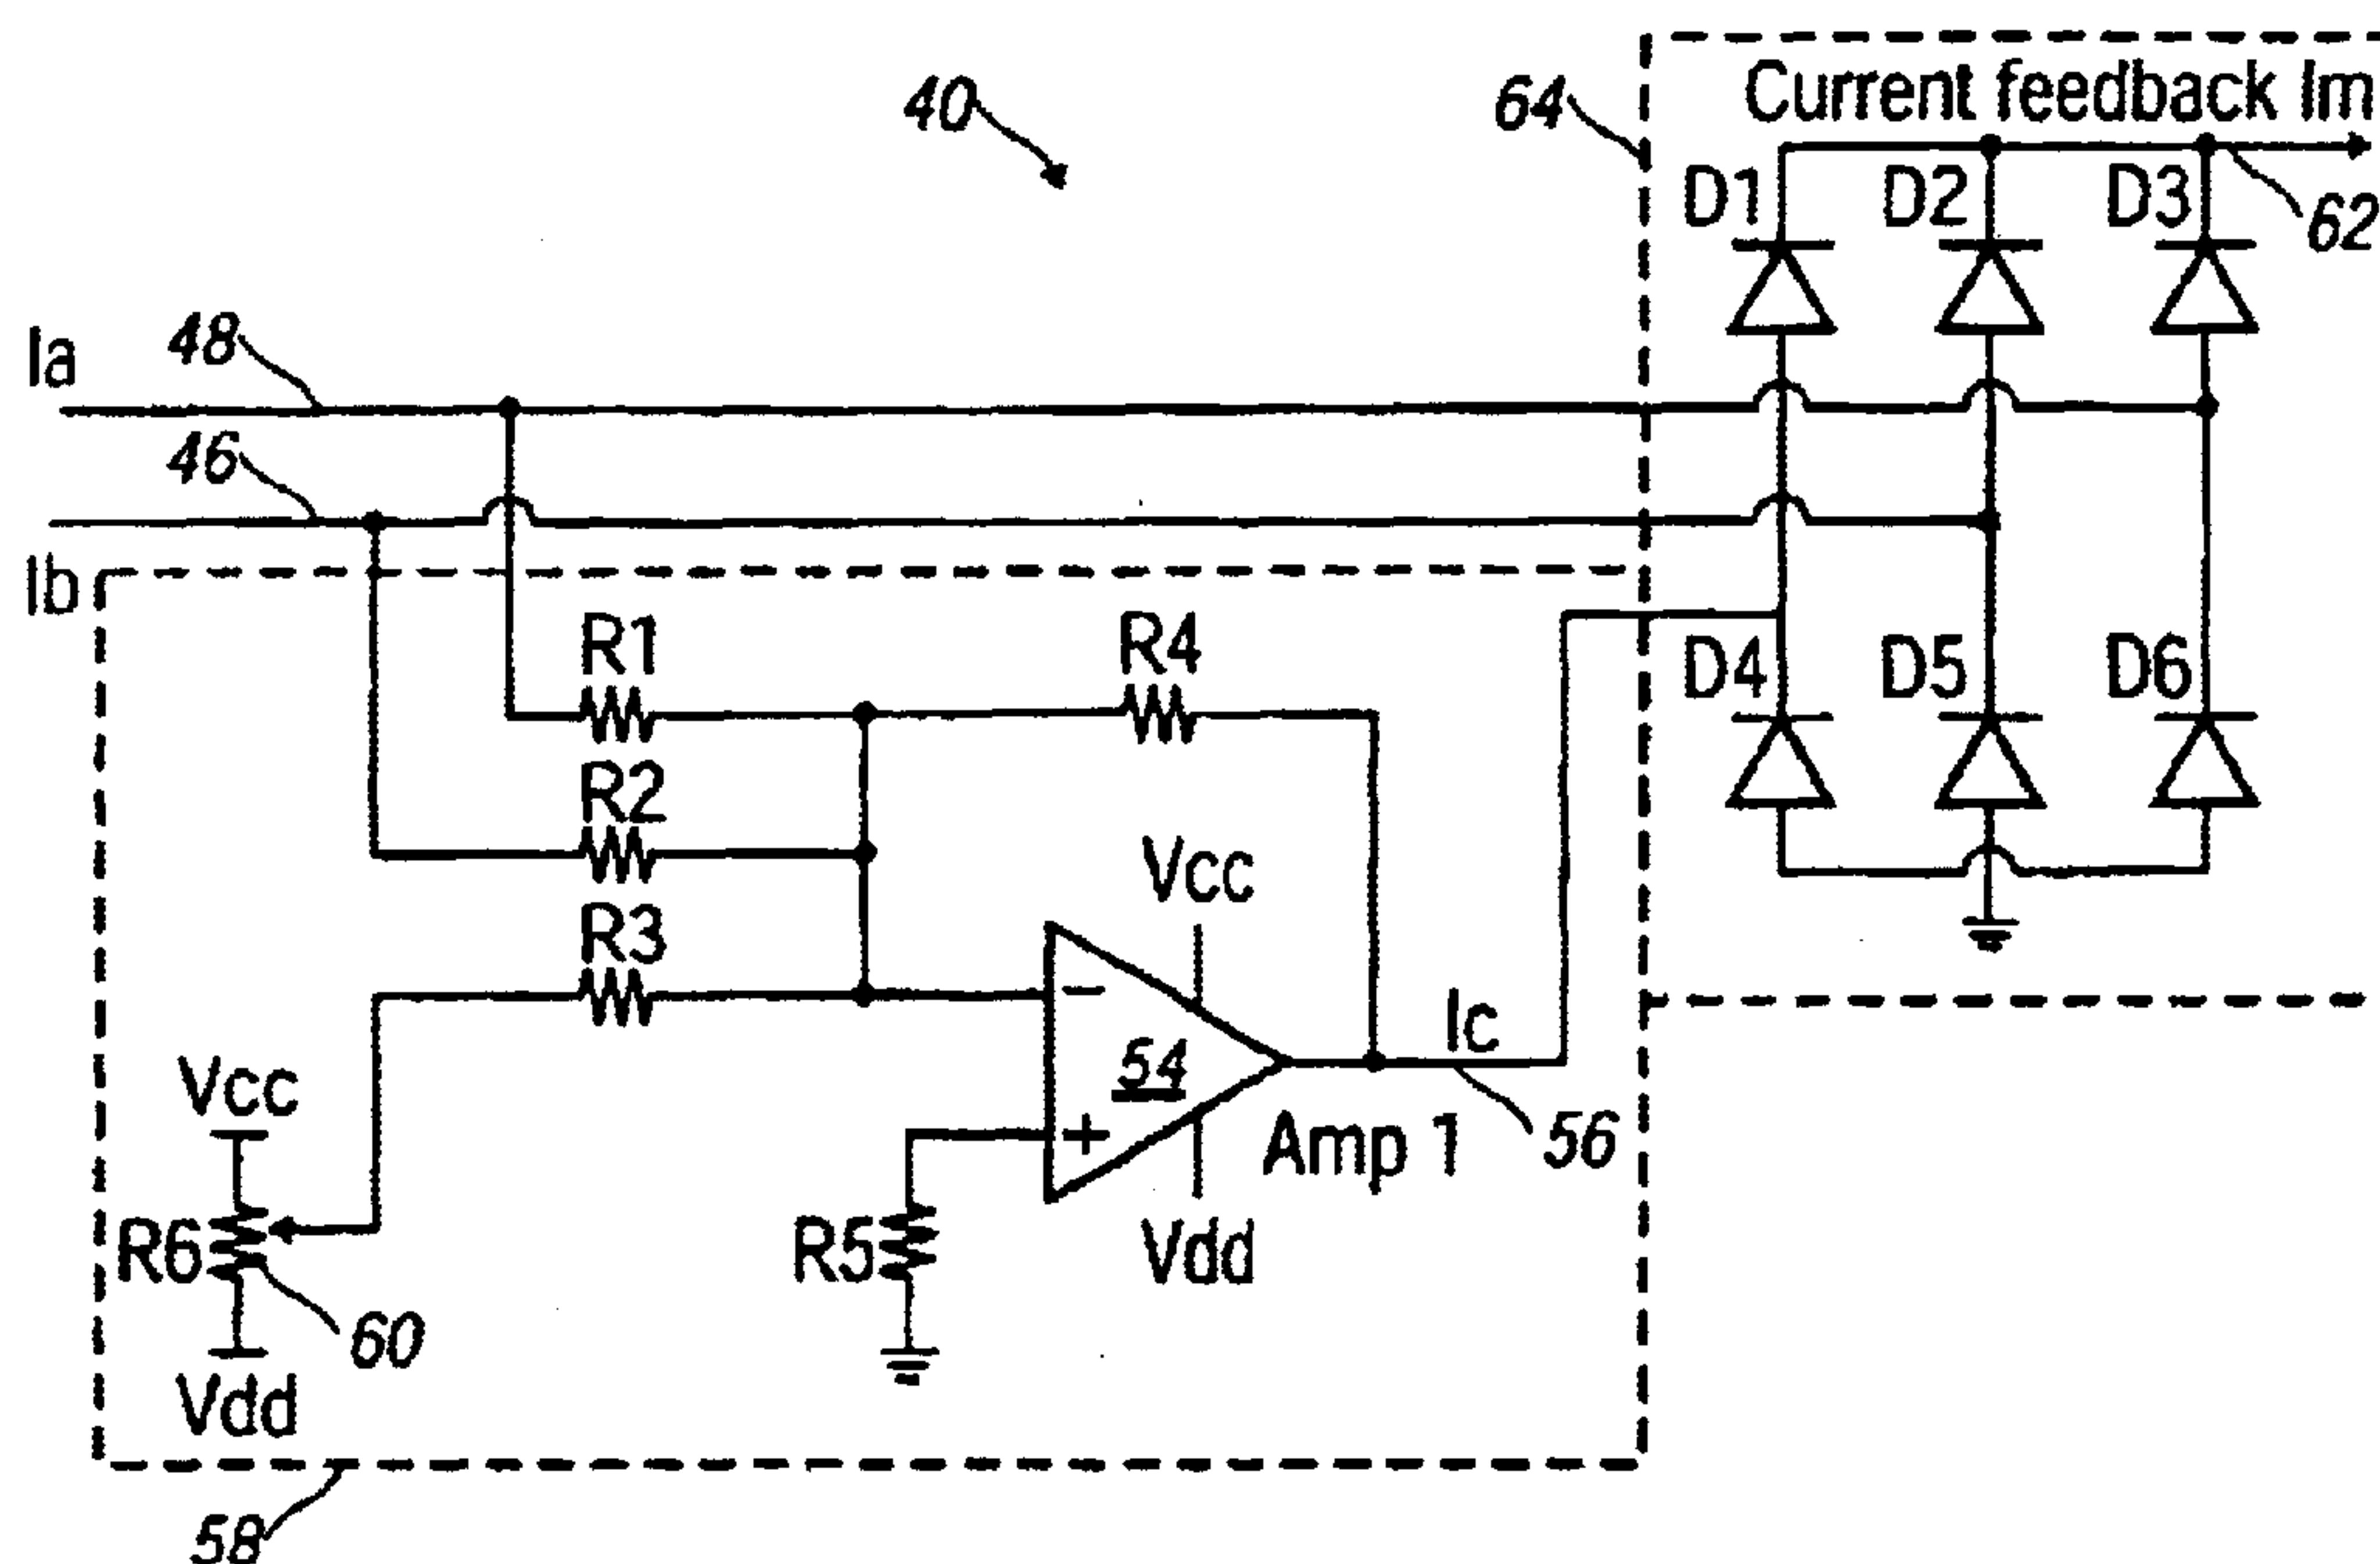 40
64
Current feedback Im
D1
D2
D3
62
Ia
48
46
Ib
R1
R4
D4
D5
D6
R2
Vcc
R3
-
54
Ic
Vcc
+
Amp 1
56
R6
R5
Vdd
60
Vdd
58